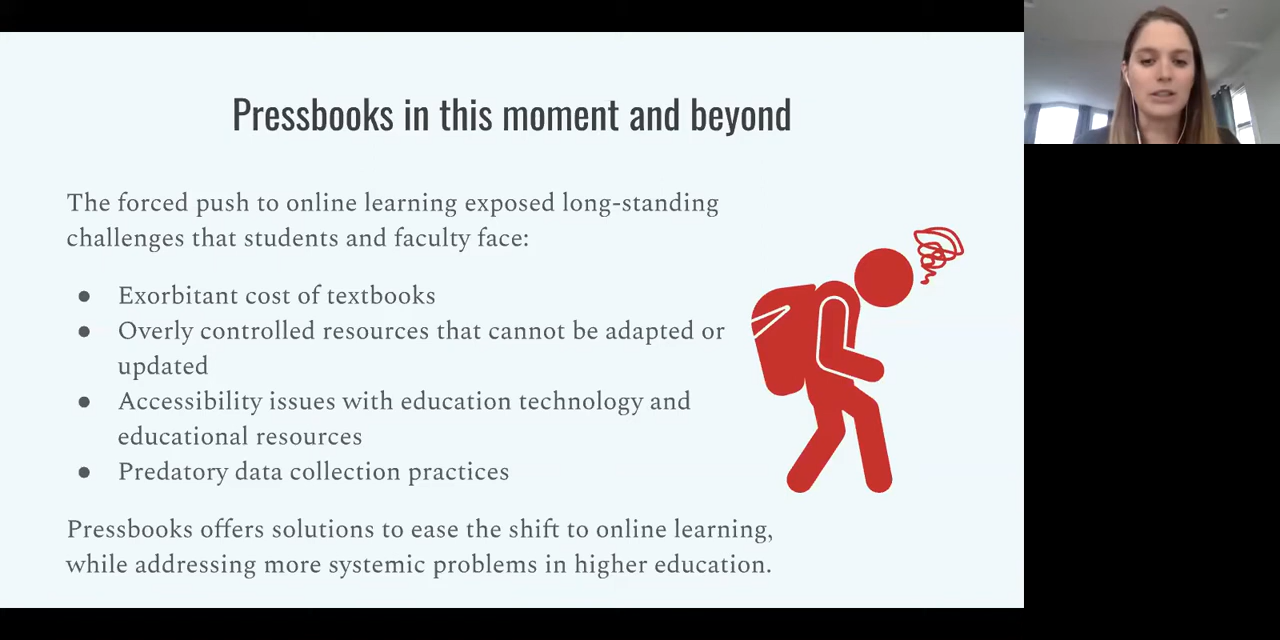 Pressbooks in this moment and beyond
The forced push to online learning exposed long-standing
challenges that students and faculty face:
● Exorbitant cost of textbooks
● Overly controlled resources that cannot be adapted or
updated
● Accessibility issues with education technology and
educational resources
● Predatory data collection practices
Pressbooks offers solutions to ease the shift to online learning,
while addressing more systemic problems in higher education.